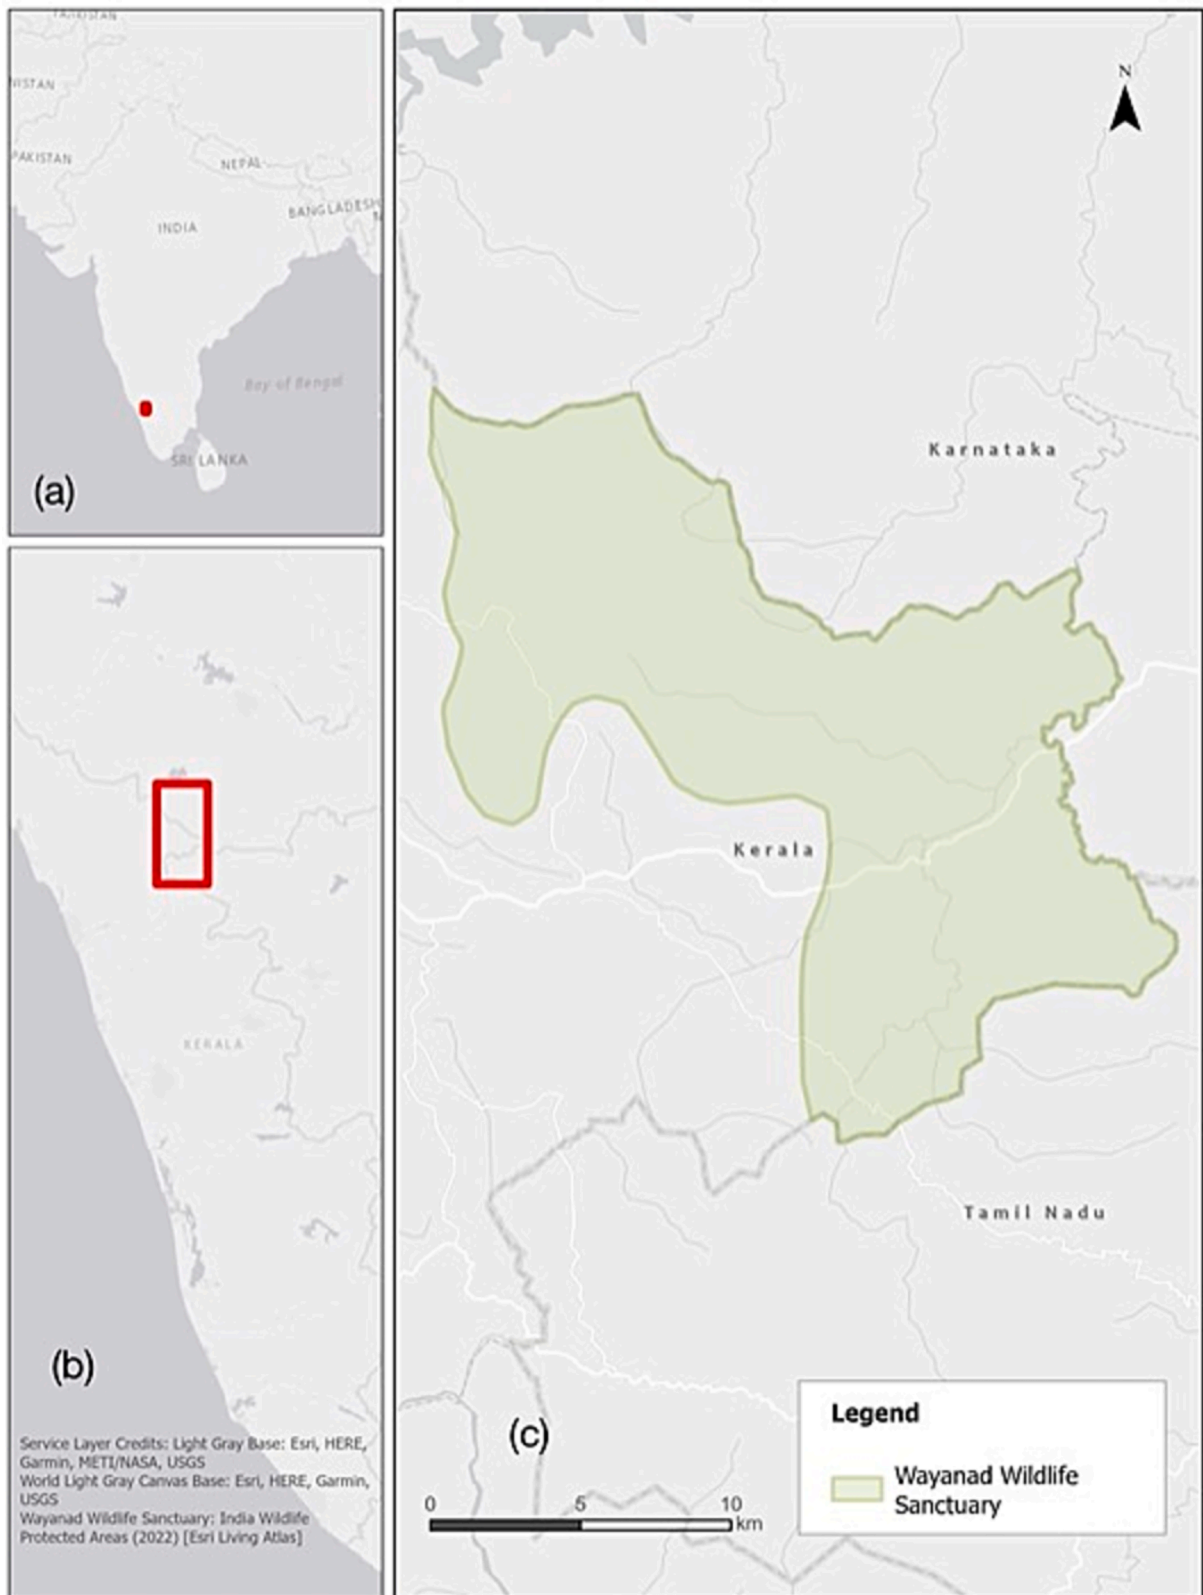 TAJIKISTAN
NISTAN
PAKISTAN
NEPAL
BANGLADESH
INDIA
Bay of Bengal
SRI LANKA
(a)
KERALA
(b)
Service Layer Credits: Light Gray Base: Esri, HERE,
Garmin, METI/NASA, USGS
World Light Gray Canvas Base: Esri, HERE, Garmin,
USGS
Wayanad Wildlife Sanctuary: India Wildlife
Protected Areas (2022) [Esri Living Atlas]
N
Karnataka
Kerala
Tamil Nadu
(c)
Legend
Wayanad Wildlife
Sanctuary
0 5 10
km